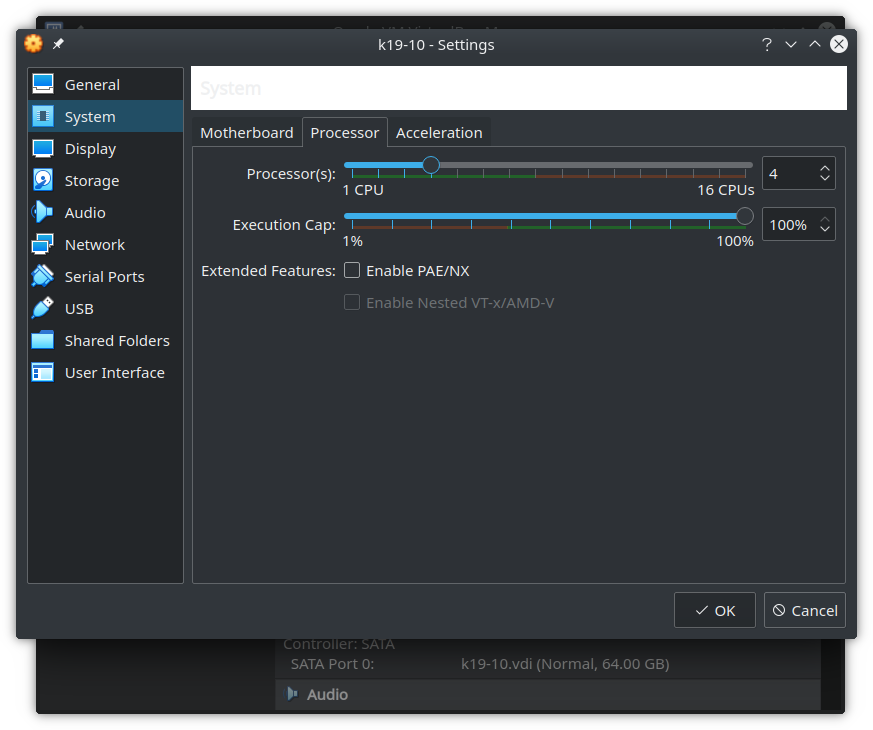 k19-10 - Settings
General
System
Display
Storage
Audio
Network
Serial Ports
USB
Shared Folders
User Interface
System
Motherboard Processor Acceleration
Processor(s): 4
1 CPU 16 CPUs
Execution Cap: 100%
1% 100%
Extended Features: Enable PAE/NX
Enable Nested VT-x/AMD-V
OK Cancel
Controller: SATA
SATA Port 0: k19-10.vdi (Normal, 64.00 GB)
Audio